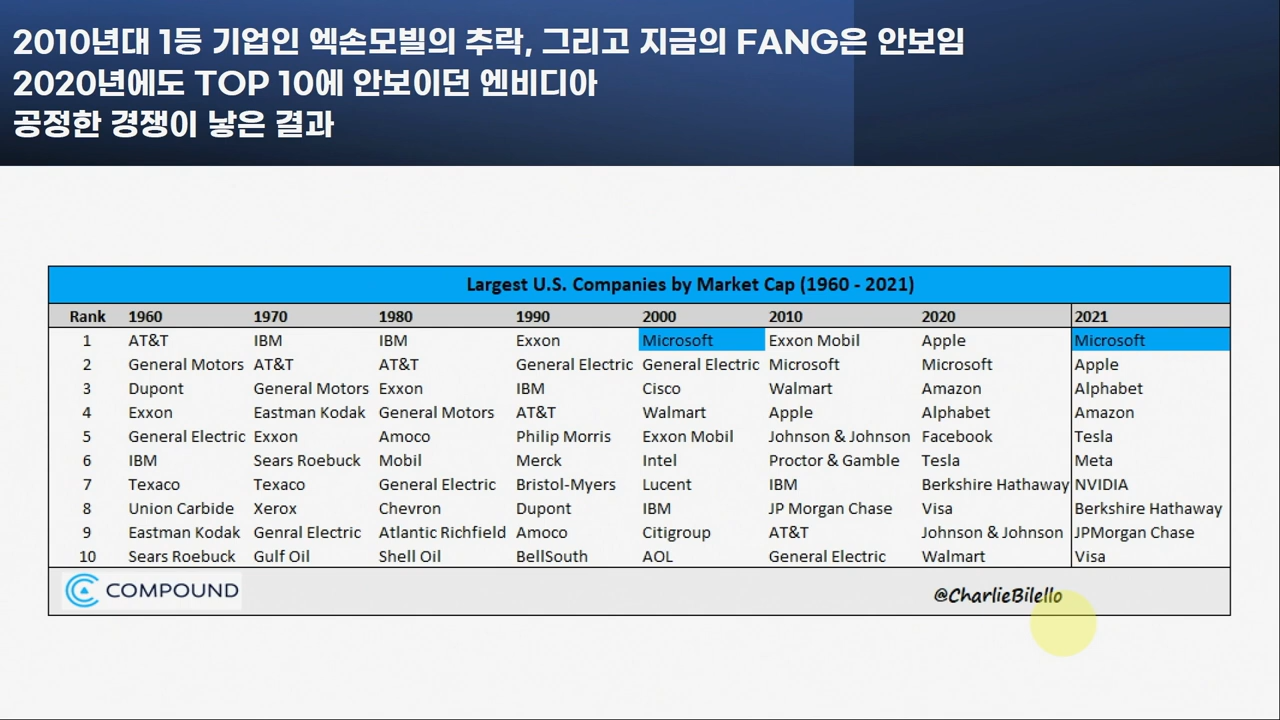 2010년대 1등 기업인 엑손모빌의 추락, 그리고 지금의 FANG은 안보임
2020년에도 TOP 10에 안보이던 엔비디아
공정한 경쟁이 낳은 결과
Largest U.S. Companies by Market Cap (1960 - 2021)
Rank 1960 1970 1980 1990 2000 2010 2020 2021
1 AT&T IBM IBM Exxon Microsoft Exxon Mobil Apple Microsoft
2 General Motors AT&T AT&T General Electric General Electric Microsoft Microsoft Apple
3 Dupont General Motors Exxon IBM Cisco Walmart Amazon Alphabet
4 Exxon Eastman Kodak General Motors AT&T Walmart Apple Alphabet Amazon
5 General Electric Exxon Amoco Philip Morris Exxon Mobil Johnson & Johnson Facebook Tesla
6 IBM Sears Roebuck Mobil Merck Intel Proctor & Gamble Tesla Meta
7 Texaco Texaco General Electric Bristol-Myers Lucent IBM Berkshire Hathaway NVIDIA
8 Union Carbide Xerox Chevron Dupont IBM JP Morgan Chase Visa Berkshire Hathaway
9 Eastman Kodak Genral Electric Atlantic Richfield Amoco Citigroup AT&T Johnson & Johnson JPMorgan Chase
10 Sears Roebuck Gulf Oil Shell Oil BellSouth AOL General Electric Walmart Visa
COMPOUND @CharlieBilello